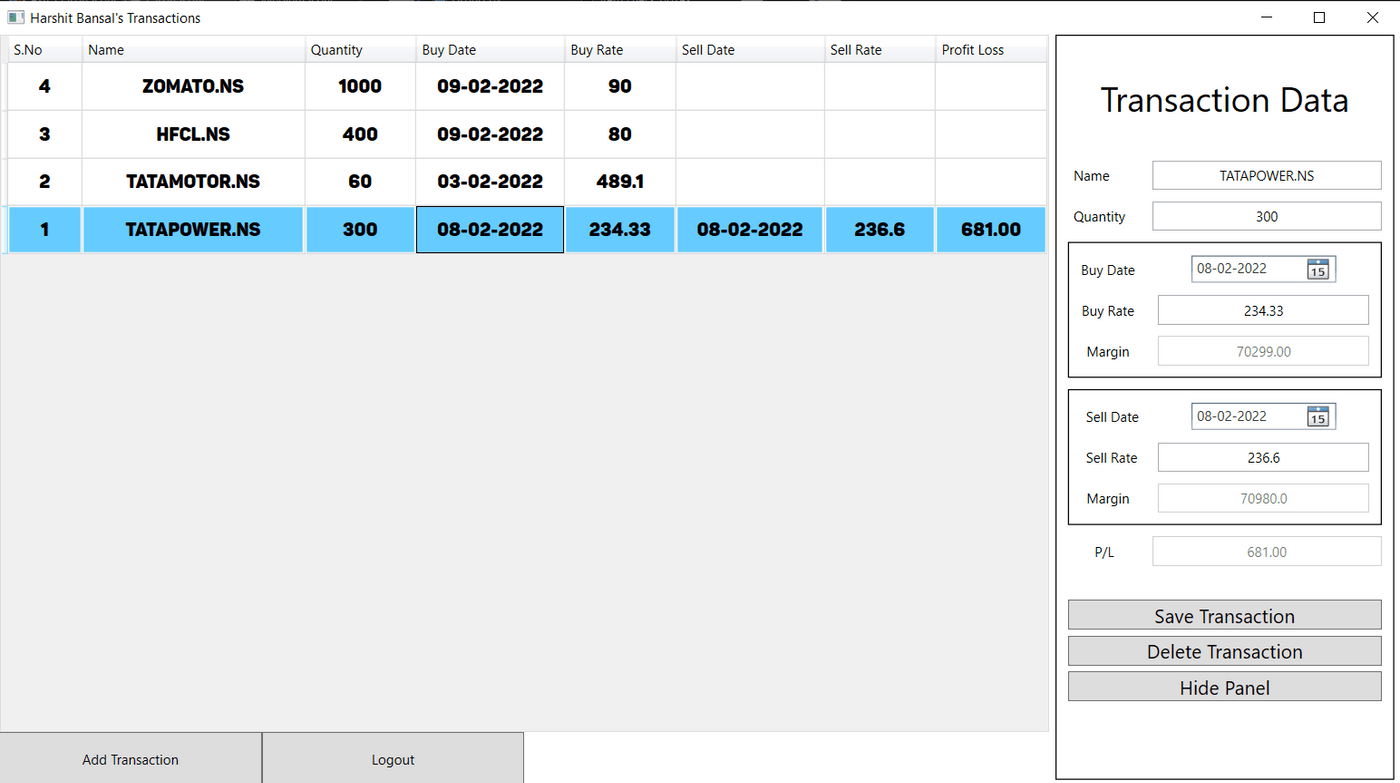 Harshit Bansal's Transactions
S.No Name Quantity Buy Date Buy Rate Sell Date Sell Rate Profit Loss
4 ZOMATO.NS 1000 09-02-2022 90
3 HFCL.NS 400 09-02-2022 80
2 TATAMOTOR.NS 60 03-02-2022 489.1
1 TATAPOWER.NS 300 08-02-2022 234.33 08-02-2022 236.6 681.00
Add Transaction
Logout
Transaction Data
Name TATAPOWER.NS
Quantity 300
Buy Date 08-02-2022 15
Buy Rate 234.33
Margin 70299.00
Sell Date 08-02-2022 15
Sell Rate 236.6
Margin 70980.0
P/L 681.00
Save Transaction
Delete Transaction
Hide Panel